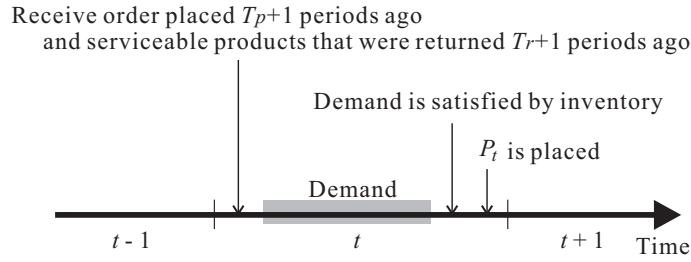 Receive order placed Tp+1 periods ago
and serviceable products that were returned Tr+1 periods ago
Demand is satisfied by inventory
Pt is placed
Demand
t - 1
t
t + 1
Time